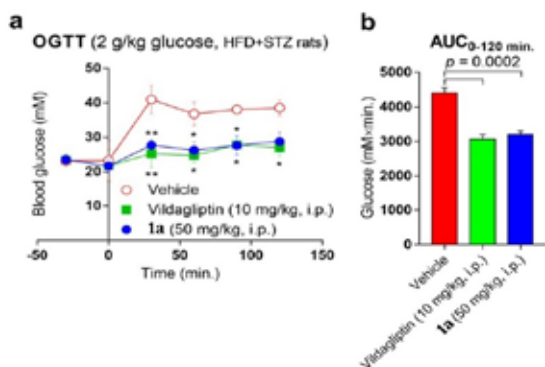 a
OGTT (2 g/kg glucose, HFD+STZ rats)
Blood glucose (mM)
50
40
30
20
10
** * *
** * * *
Vehicle
Vildagliptin (10 mg/kg, i.p.)
1a (50 mg/kg, i.p.)
-50 0 50 100 150
Time (min.)
b
AUC0-120 min.
p = 0.0002
Glucose (mM×min.)
5000
4000
3000
2000
1000
0
Vehicle
Vildagliptin (10 mg/kg, i.p.)
1a (50 mg/kg, i.p.)